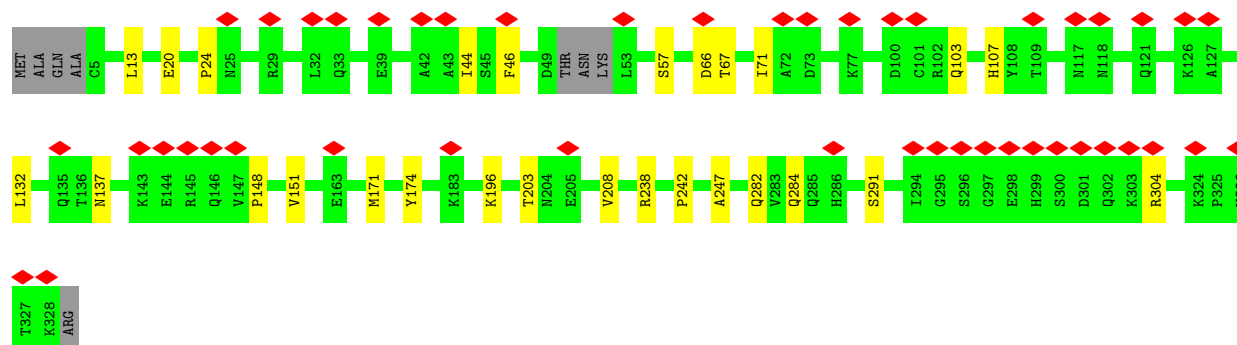 MET ALA GLN ALA C5 L13 E20 P24 N25 R29 L32 Q33 E39 A42 A43 I44 S45 F46 D49 THR ASN LYS L53 S57 D66 T67 I71 A72 D73 K77 D100 C101 R102 Q103 H107 Y108 T109 N117 N118 Q121 K126 A127
L132 Q135 T136 N137 K143 E144 R145 Q146 V147 P148 V151 E163 M171 Y174 K183 K196 T203 N204 E205 V208 R238 P242 A247 Q282 V283 Q284 Q285 H286 S291 I294 G295 S296 G297 E298 H299 S300 D301 Q302 K303 R304 K324 P325
T327 K328 ARG